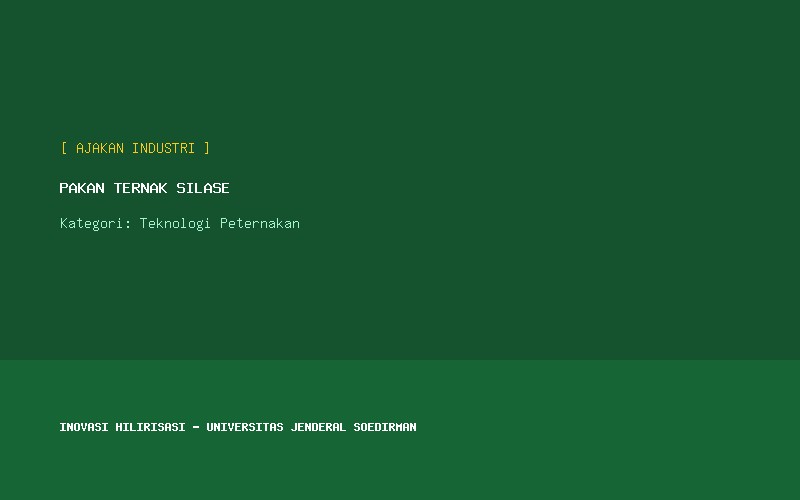 [ AJAKAN INDUSTRI ]
PAKAN TERNAK SILASE
Kategori: Teknologi Peternakan
INOVASI HILIRISASI - UNIVERSITAS JENDERAL SOEDIRMAN